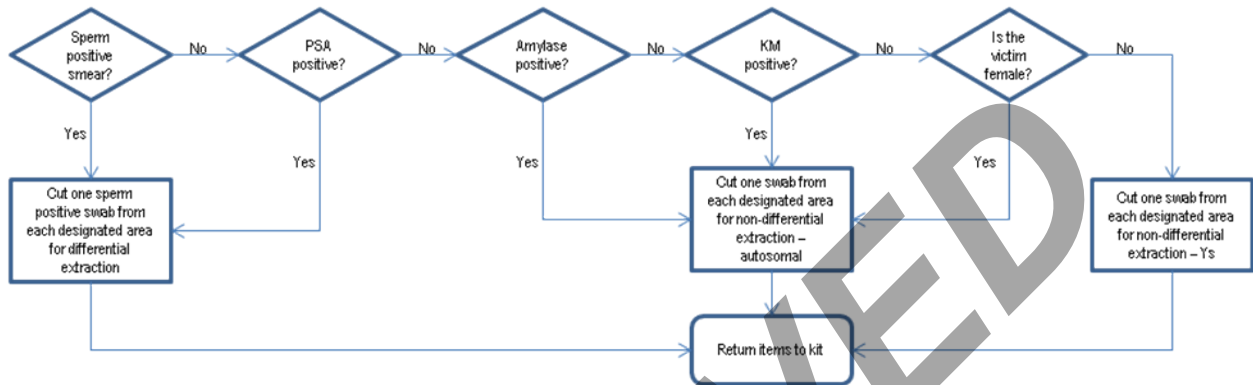 Sperm
positive
smear?
No
PSA
positive?
No
Amylase
positive?
No
KM
positive?
No
Is the
victim
female?
No
Yes
Yes
Yes
Yes
Yes
Cut one sperm
positive swab from
each designated area
for differential
extraction
Cut one swab from
each designated area
for non-differential
extraction –
autosomal
Cut one swab from
each designated area
for non-differential
extraction – Ys
Return items to kit
VED